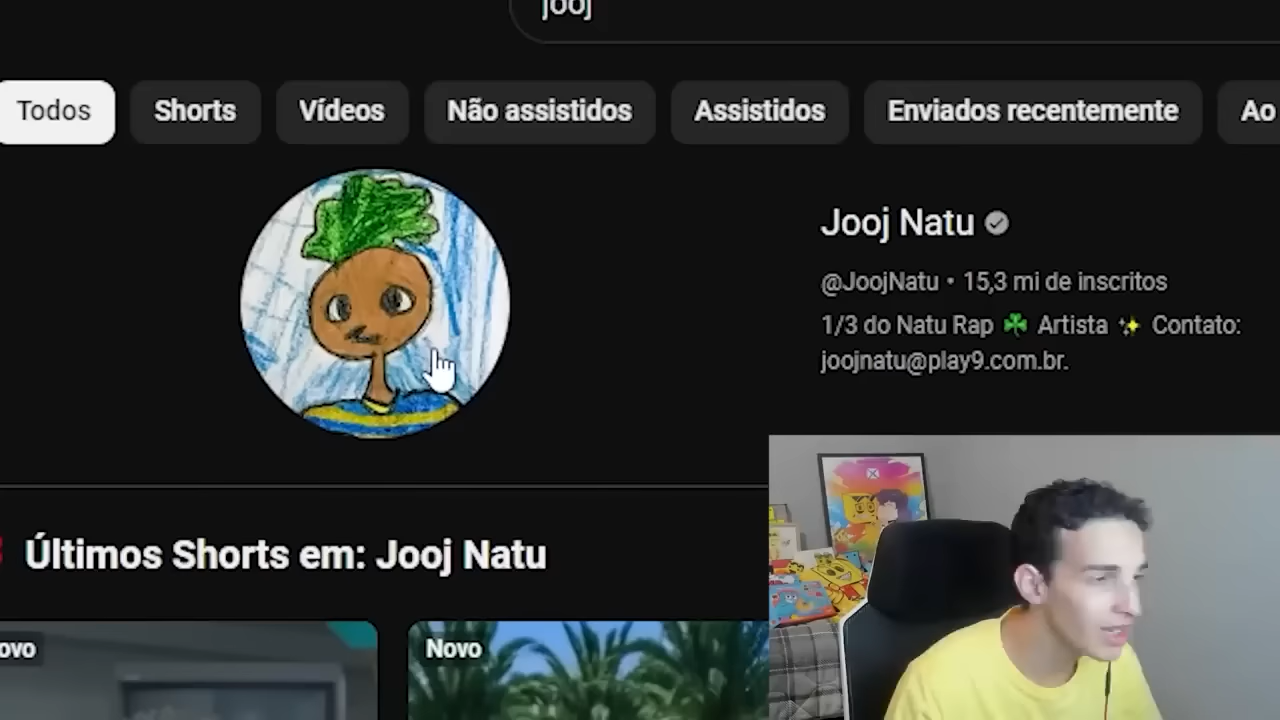 jooj
Todos
Shorts
Vídeos
Não assistidos
Assistidos
Enviados recentemente
Ao
Jooj Natu
@JoojNatu • 15,3 mi de inscritos
1/3 do Natu Rap ☘ Artista ✨ Contato:
joojnatu@play9.com.br.
Últimos Shorts em: Jooj Natu
ovo
Novo